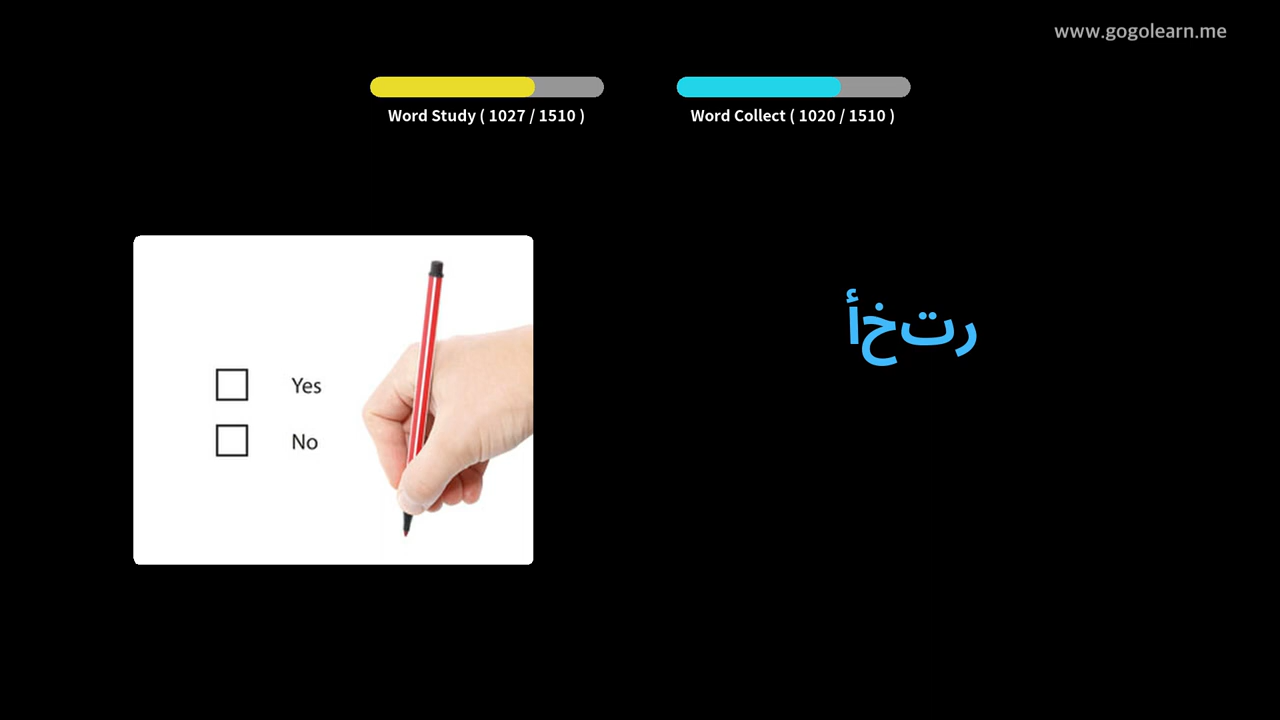 www.gogolearn.me
Word Study ( 1027 / 1510 )
Word Collect ( 1020 / 1510 )
رتخأ
Yes
No